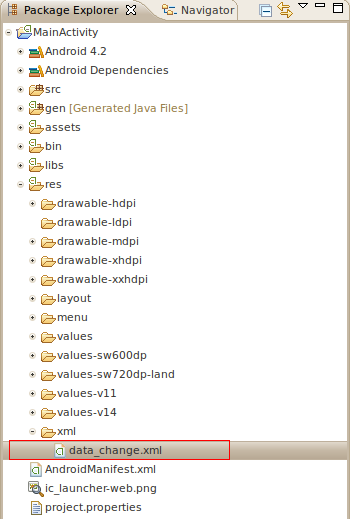 Package Explorer Navigator
MainActivity
Android 4.2
Android Dependencies
src
gen [Generated Java Files]
assets
bin
libs
res
drawable-hdpi
drawable-ldpi
drawable-mdpi
drawable-xhdpi
drawable-xxhdpi
layout
menu
values
values-sw600dp
values-sw720dp-land
values-v11
values-v14
xml
data_change.xml
AndroidManifest.xml
ic_launcher-web.png
project.properties